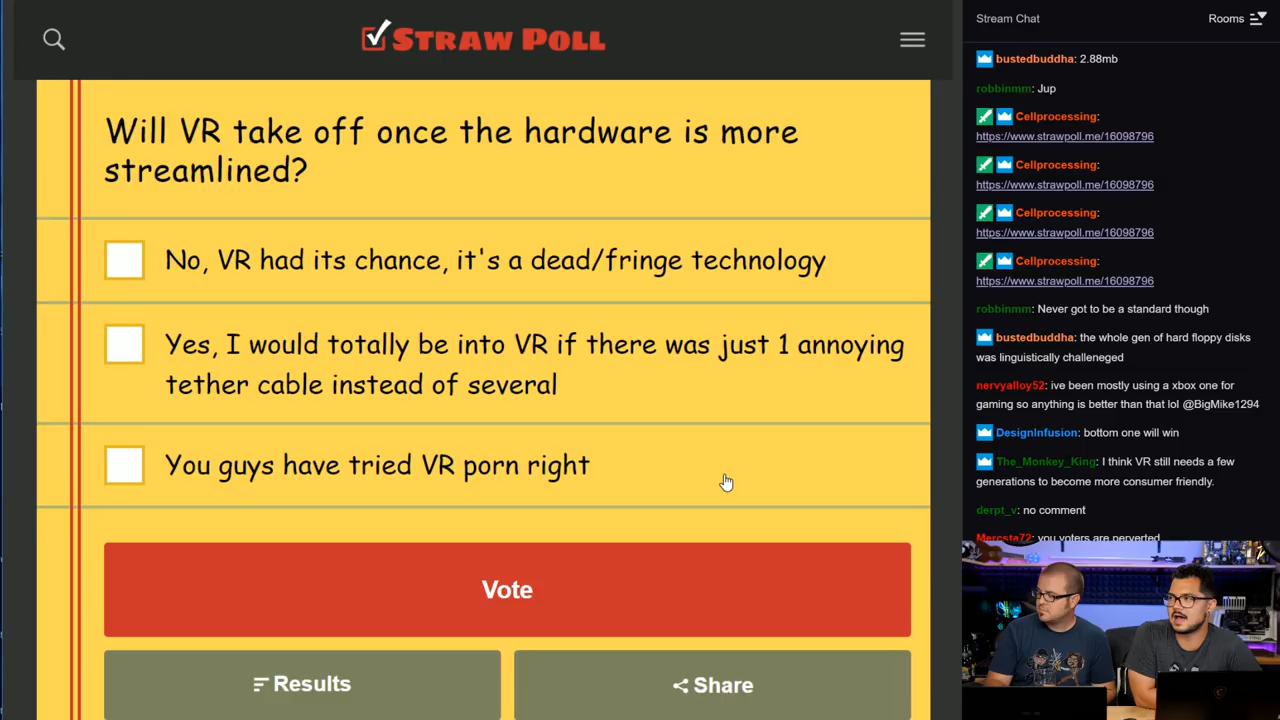 STRAW POLL
Will VR take off once the hardware is more
streamlined?
No, VR had its chance, it's a dead/fringe technology
Yes, I would totally be into VR if there was just 1 annoying
tether cable instead of several
You guys have tried VR porn right
Vote
Results
Share
Stream Chat
Rooms
bustedbuddha: 2.88mb
robbinmm: Jup
Cellprocessing:
https://www.strawpoll.me/16098796
Cellprocessing:
https://www.strawpoll.me/16098796
Cellprocessing:
https://www.strawpoll.me/16098796
Cellprocessing:
https://www.strawpoll.me/16098796
robbinmm: Never got to be a standard though
bustedbuddha: the whole gen of hard floppy disks
was linguistically challeneged
nervyalloy52: ive been mostly using a xbox one for
gaming so anything is better than that lol @BigMike1294
DesignInfusion: bottom one will win
The_Monkey_King: I think VR still needs a few
generations to become more consumer friendly.
derpt_v: no comment
Mercsta72: you voters are perverted